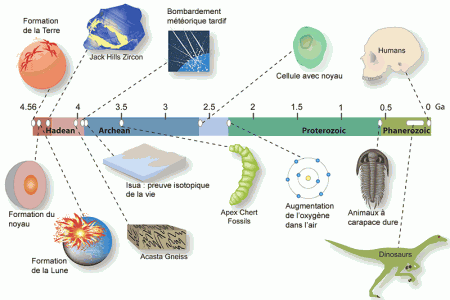 Formation
de la Terre
Jack Hills Zircon
Bombardement
météorique tardif
Cellule avec noyau
Humans
4.56
4
3.5
3
2.5
2
1.5
1
0.5
0 Ga
Hadean
Archean
Proterozoic
Phanerozoic
Formation du
noyau
Formation
de la Lune
Isua : preuve isotopique
de la vie
Acasta Gneiss
Apex Chert
Fossils
Augmentation
de l'oxygène
dans l'air
Animaux à
carapace dure
Dinosaurs